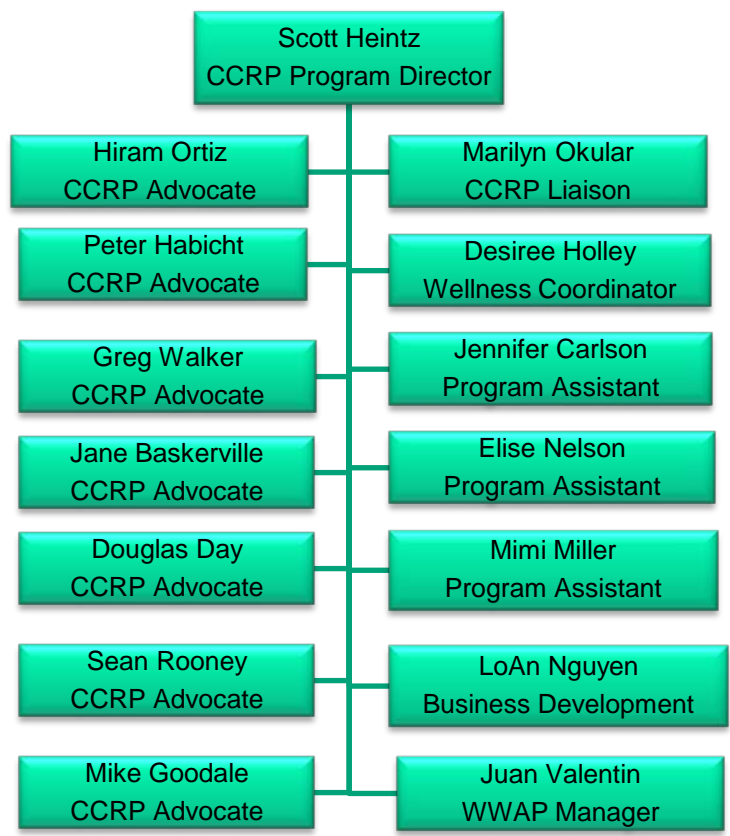 Scott Heintz
CCRP Program Director
Hiram Ortiz
CCRP Advocate
Marilyn Okular
CCRP Liaison
Peter Habicht
CCRP Advocate
Desiree Holley
Wellness Coordinator
Greg Walker
CCRP Advocate
Jennifer Carlson
Program Assistant
Jane Baskerville
CCRP Advocate
Elise Nelson
Program Assistant
Douglas Day
CCRP Advocate
Mimi Miller
Program Assistant
Sean Rooney
CCRP Advocate
LoAn Nguyen
Business Development
Mike Goodale
CCRP Advocate
Juan Valentin
WWAP Manager